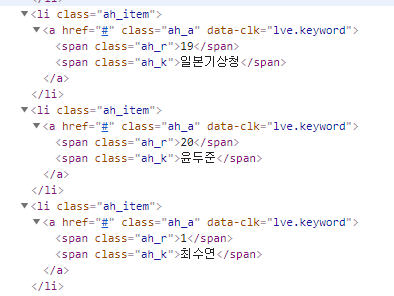 </li>
▼<li class="ah_item">
▼<a href="#" class="ah_a" data-clk="lve.keyword">
<span class="ah_r">19</span>
<span class="ah_k">일본기상청</span>
</a>
</li>
▼<li class="ah_item">
▼<a href="#" class="ah_a" data-clk="lve.keyword">
<span class="ah_r">20</span>
<span class="ah_k">윤두준</span>
</a>
</li>
▼<li class="ah_item">
▼<a href="#" class="ah_a" data-clk="lve.keyword">
<span class="ah_r">1</span>
<span class="ah_k">최수연</span>
</a>
</li>